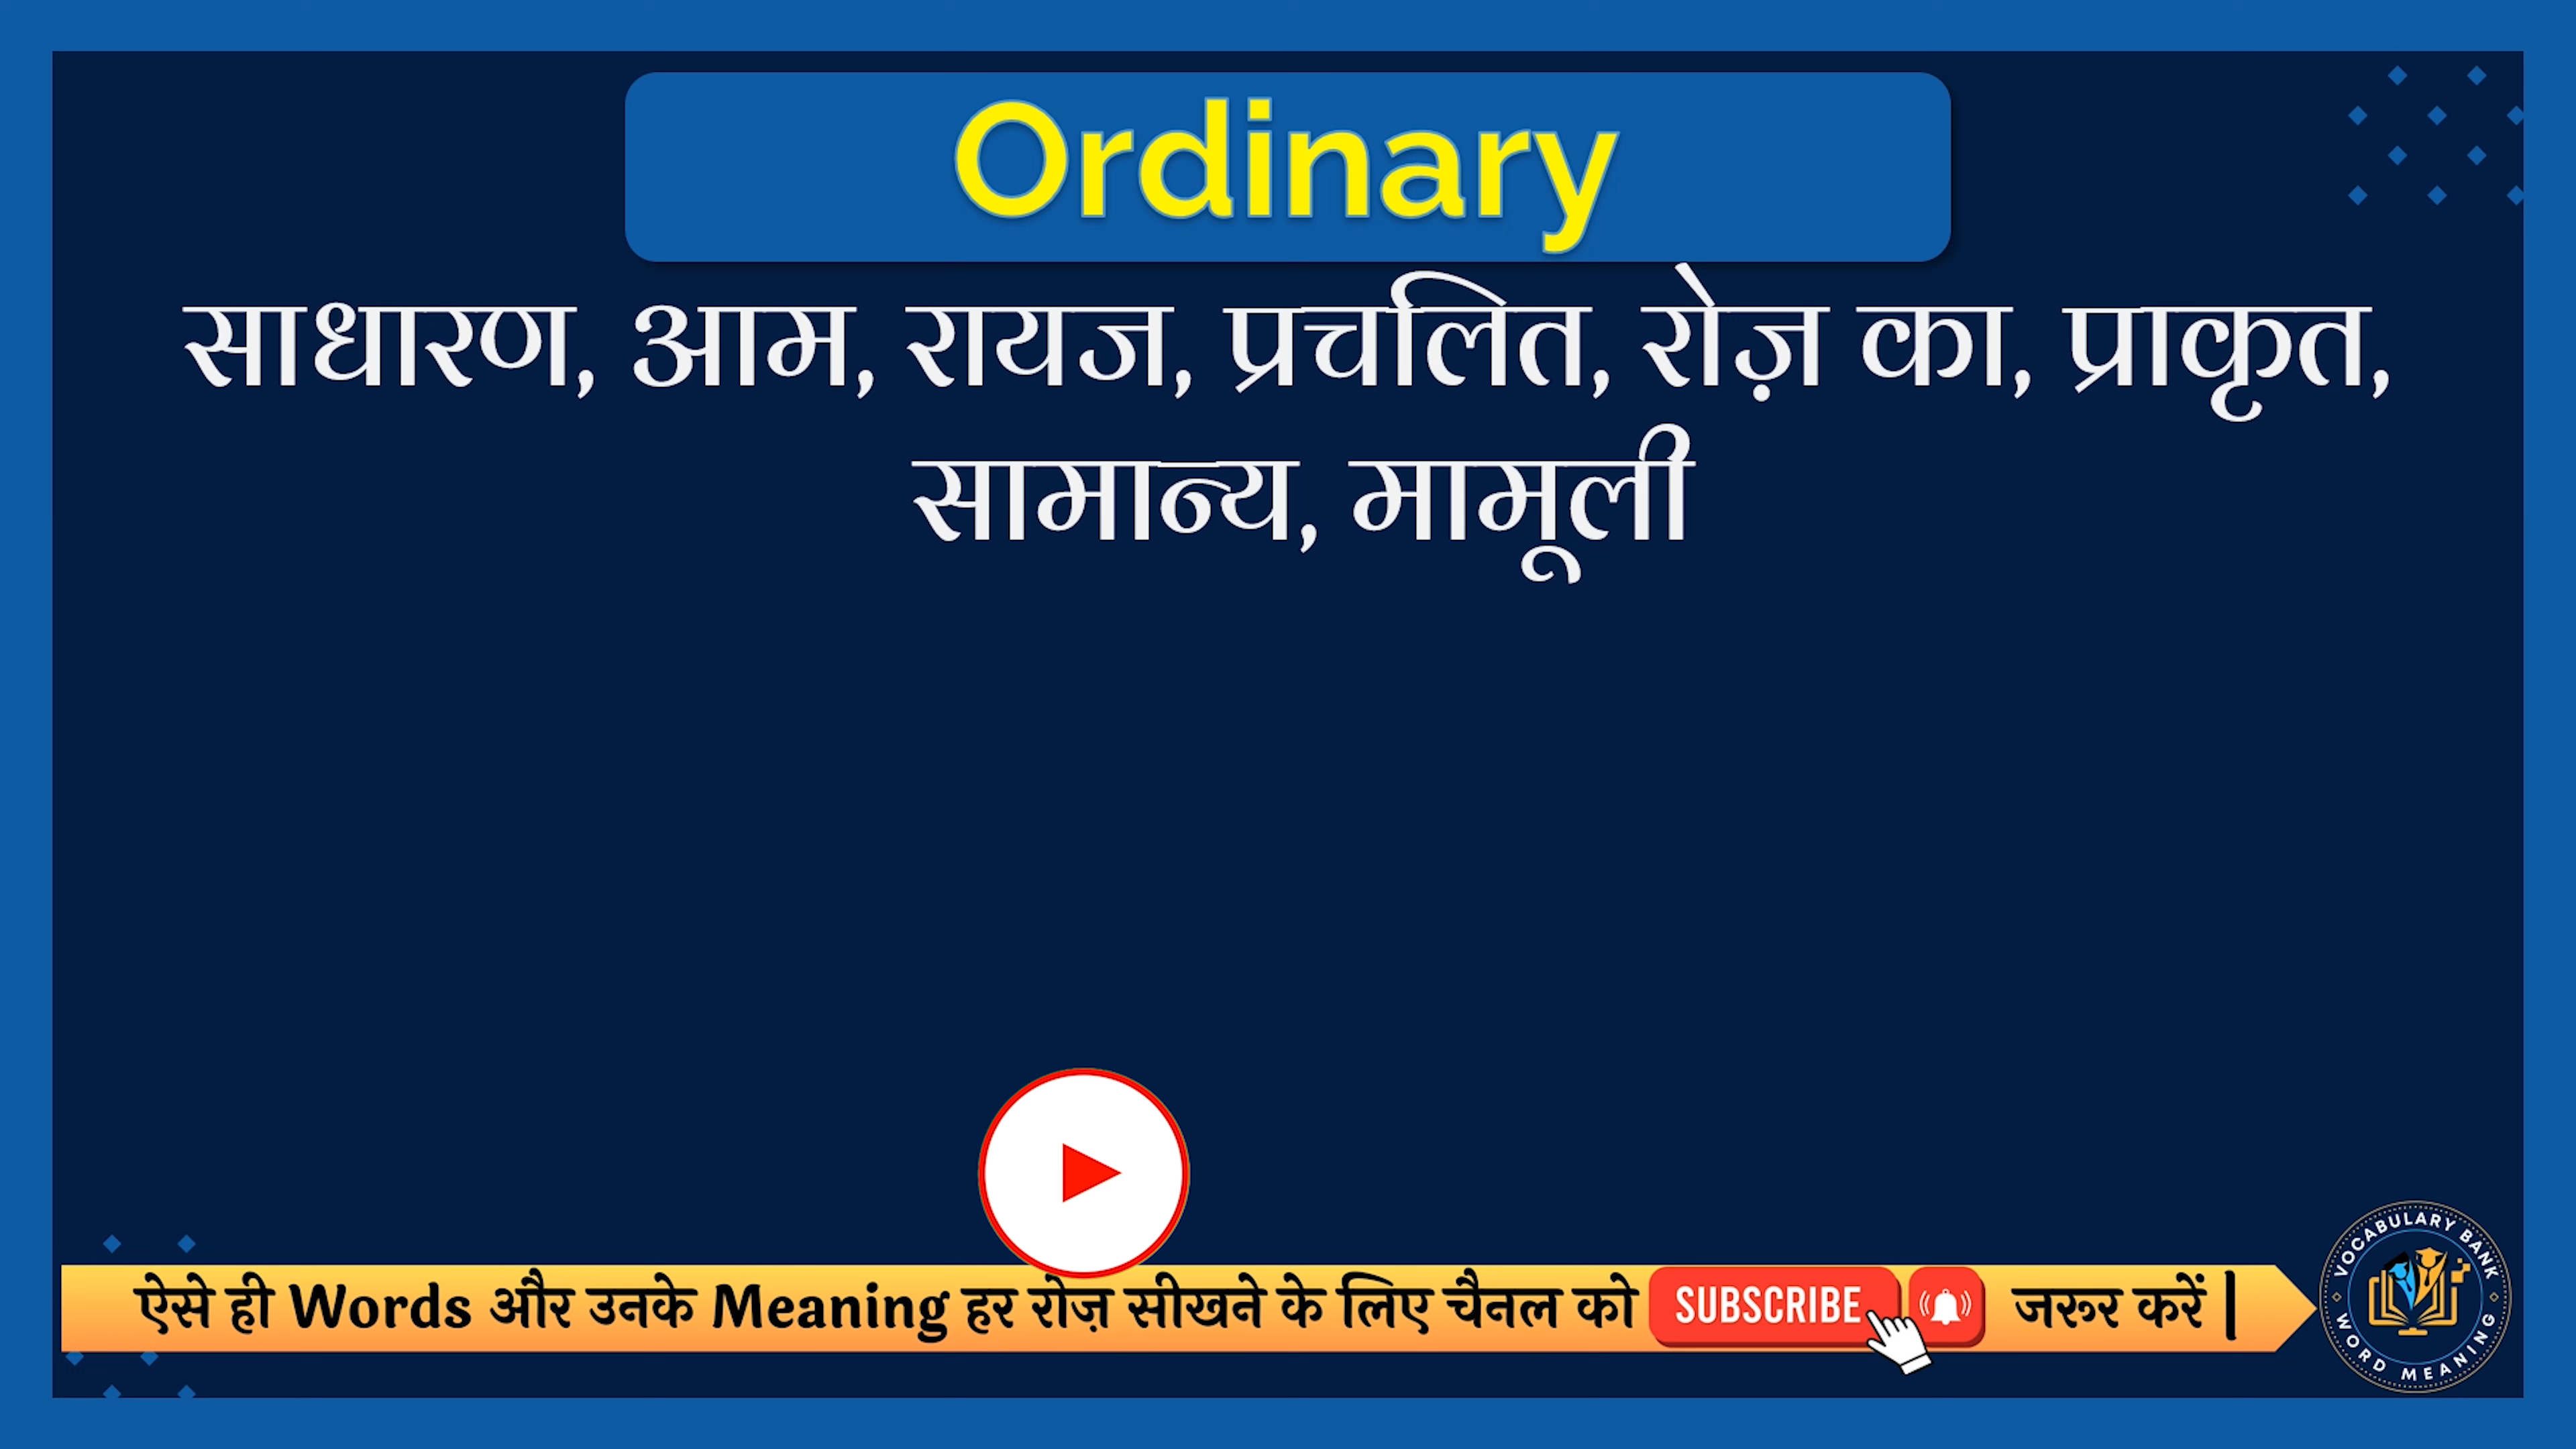 Ordinary
साधारण, आम, रायज, प्रचलित, रोज़ का, प्राकृत,
सामान्य, मामूली
ऐसे ही Words और उनके Meaning हर रोज़ सीखने के लिए चैनल को SUBSCRIBE जरूर करें |
VOCABULARY BANK
WORD MEANING